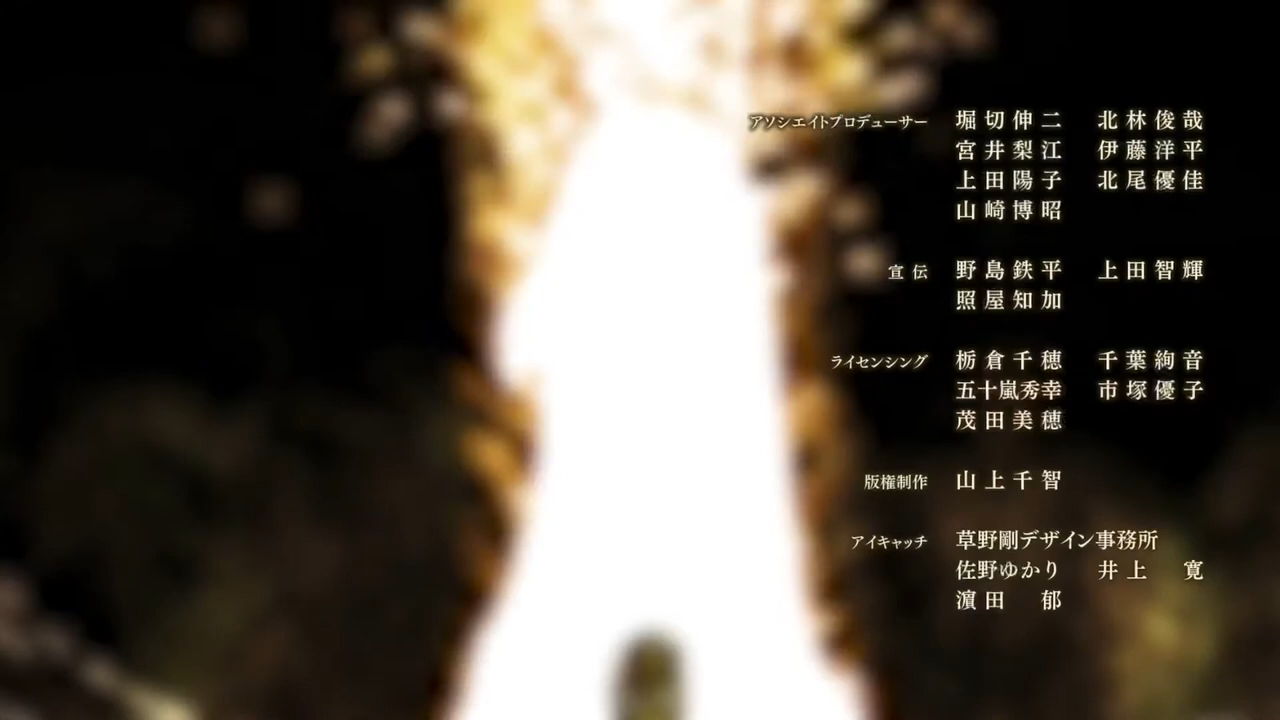 アソシエイトプロデューサー 堀切伸二 北林俊哉
宮井梨江 伊藤洋平
上田陽子 北尾優佳
山崎博昭
宣伝 野島鉄平 上田智輝
照屋知加
ライセンシング 栃倉千穂 千葉絢音
五十嵐秀幸 市塚優子
茂田美穂
版権制作 山上千智
アイキャッチ 草野剛デザイン事務所
佐野ゆかり 井上 寛
濵田 郁